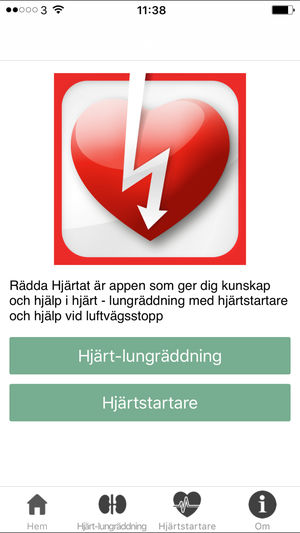 3 11:38
Rädda Hjärtat är appen som ger dig kunskap
och hjälp i hjärt - lungräddning med hjärtstartare
och hjälp vid luftvägsstopp
Hjärt-lungräddning
Hjärtstartare
Hem Hjärt-lungräddning Hjärtstartare Om